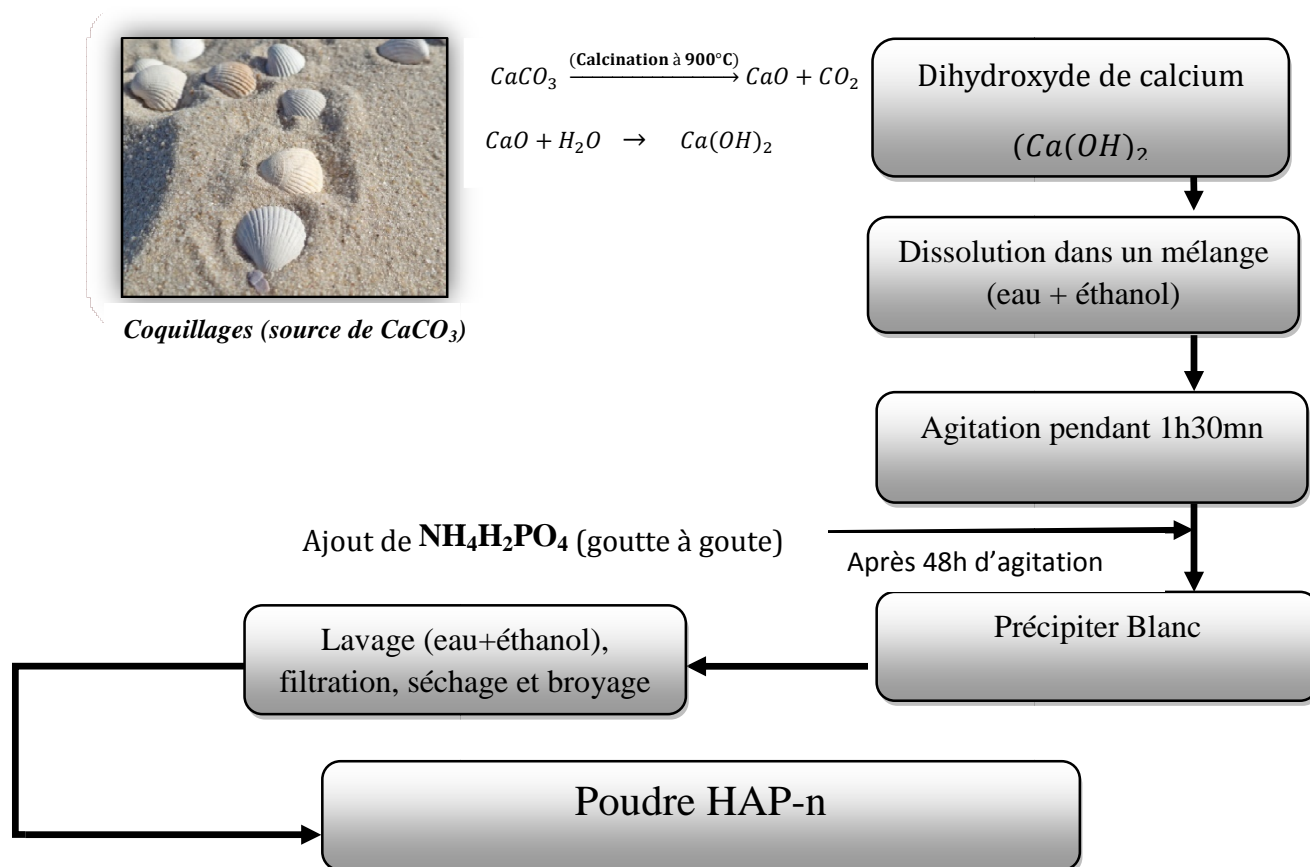 (Calcination à 900°C)
CaCO₃ → CaO + CO₂
CaO + H₂O → Ca(OH)₂
Coquillages (source de CaCO₃)
Dihydroxyde de calcium
(Ca(OH)₂
Dissolution dans un mélange
(eau + éthanol)
Agitation pendant 1h30mn
Ajout de NH₄H₂PO₄ (goutte à goute)
Après 48h d’agitation
Précipiter Blanc
Lavage (eau+éthanol),
filtration, séchage et broyage
Poudre HAP-n